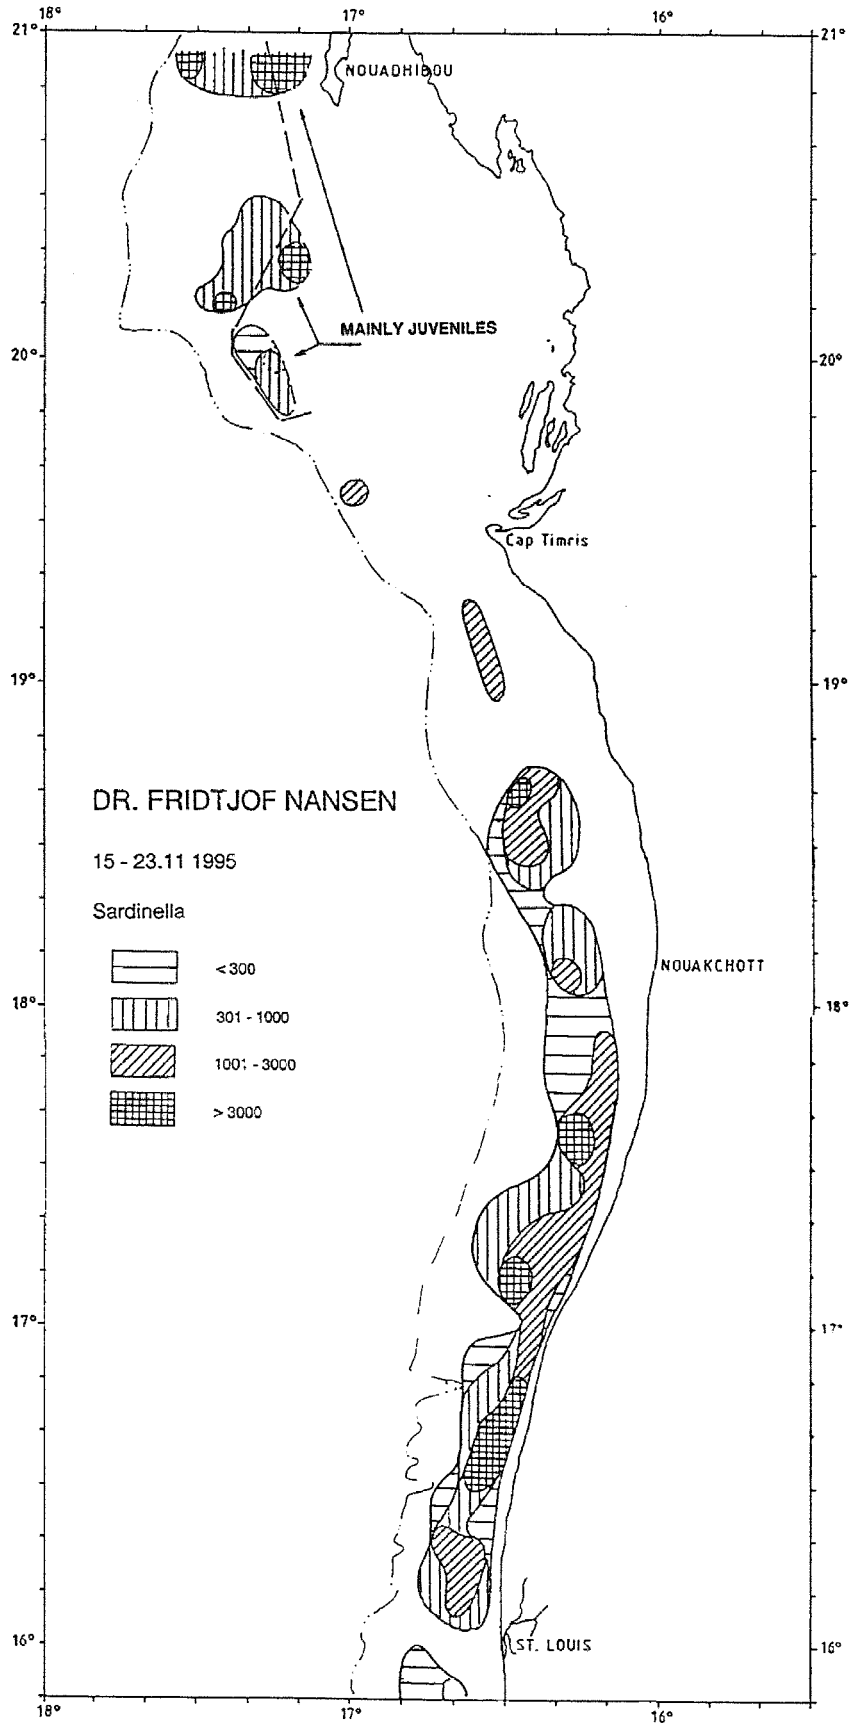 18° 17° 16°
21° 21°
NOUADHIBOU
MAINLY JUVENILES
20° 20°
Cap Timris
19° 19°
DR. FRIDTJOF NANSEN
15 - 23.11 1995
Sardinella
<300
NOUAKCHOTT
301 - 1000
18° 18°
1001 - 3000
>3000
17° 17°
16° ST. LOUIS 16°
18° 17° 16°